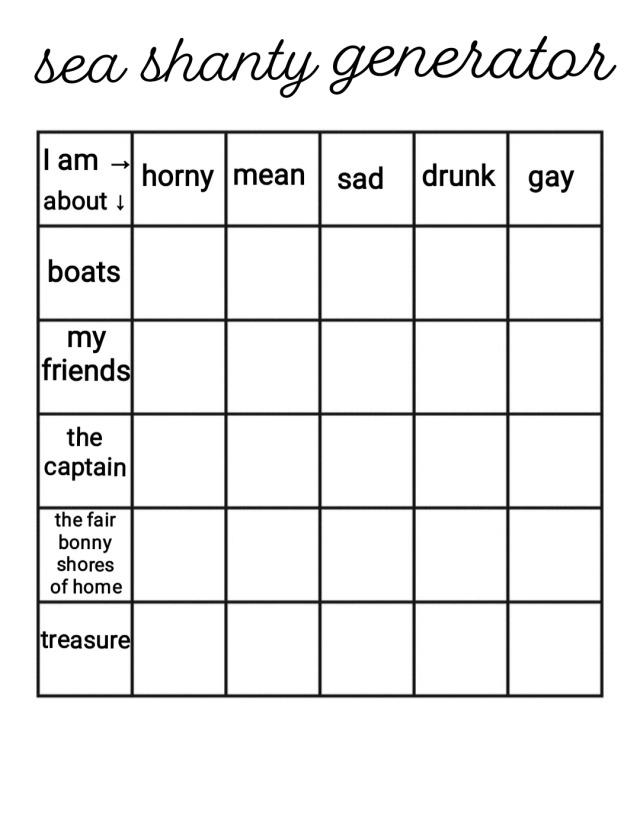 sea shanty generator
I am →
about ↓
horny
mean
sad
drunk
gay
boats
my
friends
the
captain
the fair
bonny
shores
of home
treasure